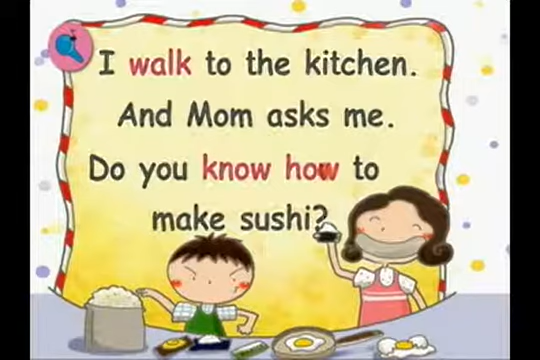 I walk to the kitchen.
And Mom asks me.
Do you know how to
make sushi?